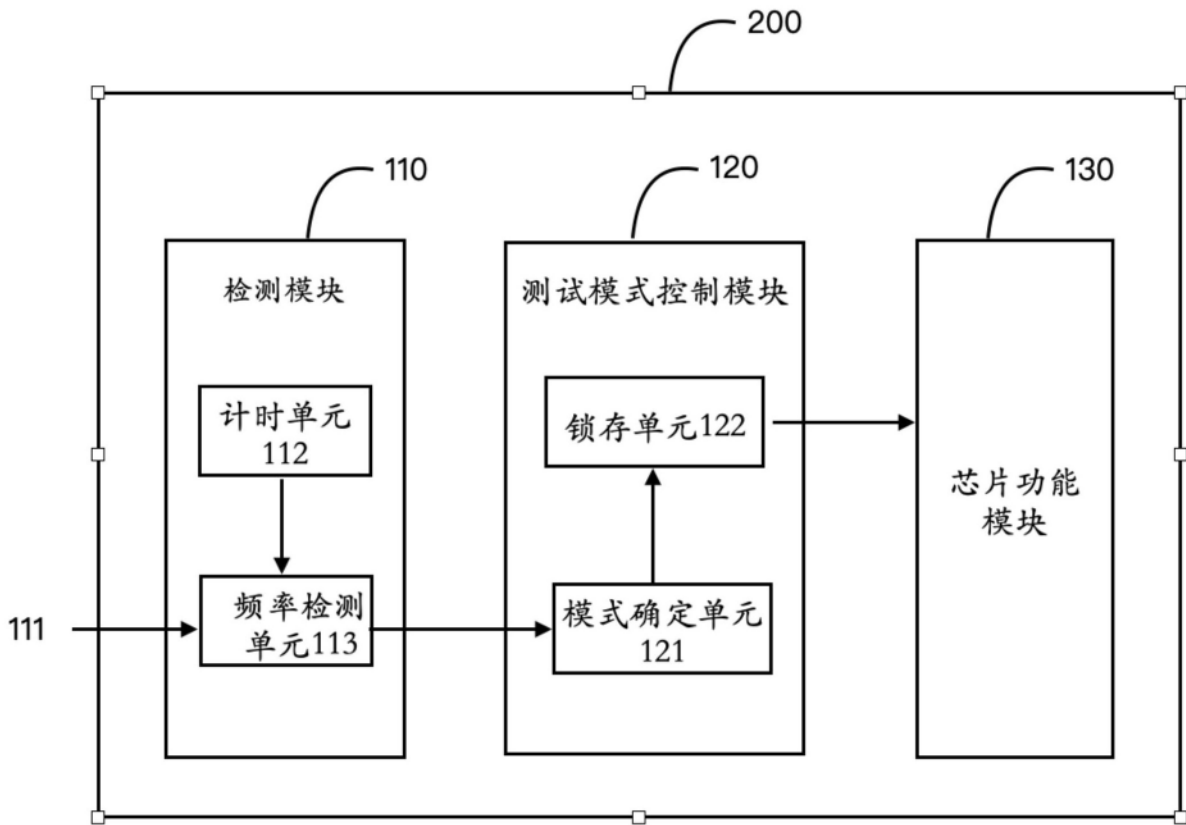 200
110
120
130
检测模块
测试模式控制模块
计时单元
112
锁存单元122
芯片功能
模块
111
频率检测
单元113
模式确定单元
121